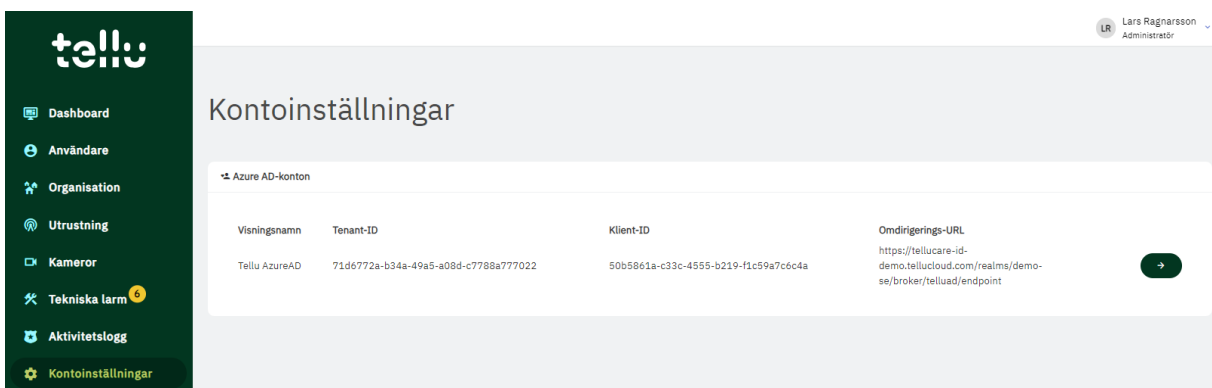 tellu
LR
Lars Ragnarsson
Administratör
Dashboard
Användare
Organisation
Utrustning
Kameror
Tekniska larm 6
Aktivitetslogg
Kontoinställningar
Kontoinställningar
Azure AD-konton
Visningsnamn Tenant-ID Klient-ID Omdirigerings-URL
Tellu AzureAD 71d6772a-b34a-49a5-a08d-c7788a777022 50b5861a-c33c-4555-b219-f1c59a7c6c4a
https://tellucare-id-
demo.tellucloud.com/realms/demo-
se/broker/telluad/endpoint